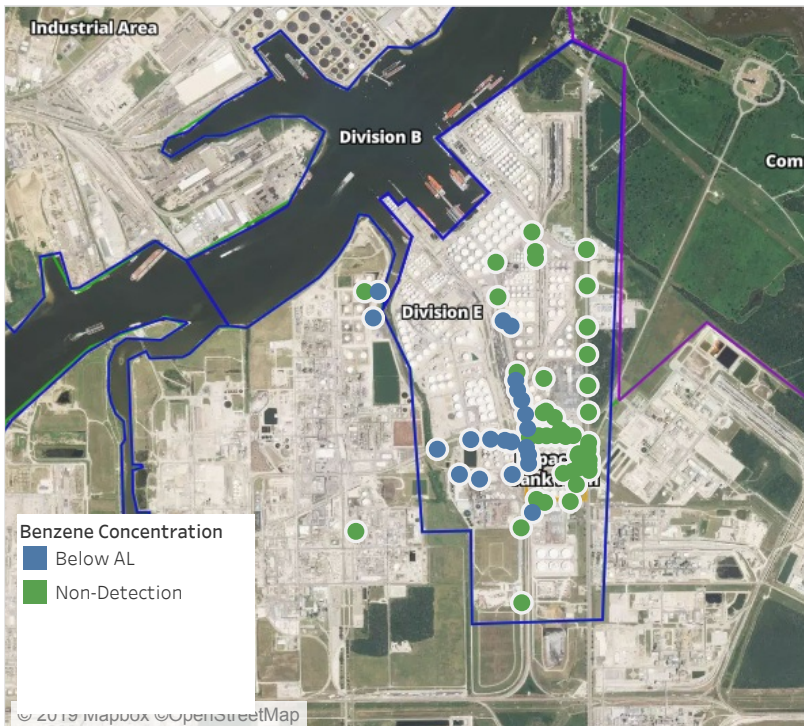 Industrial Area
Division B
Com
Division E
Benzene Concentration
Below AL
Non-Detection
© 2019 Mapbox ©OpenStreetMap